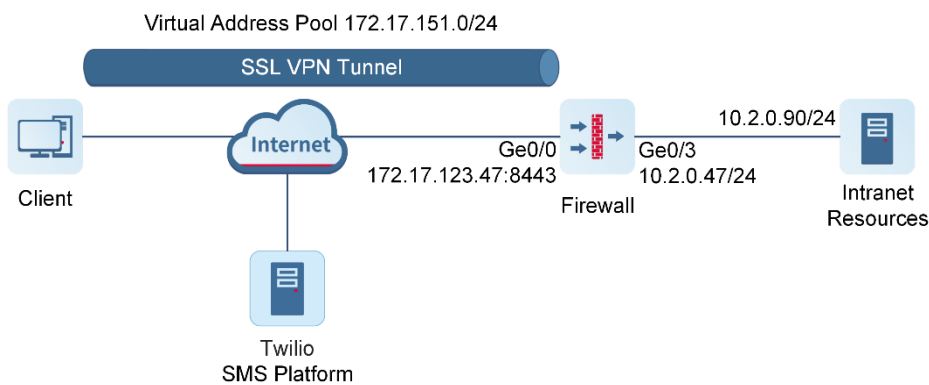 Virtual Address Pool 172.17.151.0/24
SSL VPN Tunnel
Internet
Client
Ge0/0
172.17.123.47:8443
Firewall
Ge0/3
10.2.0.47/24
10.2.0.90/24
Intranet
Resources
Twilio
SMS Platform